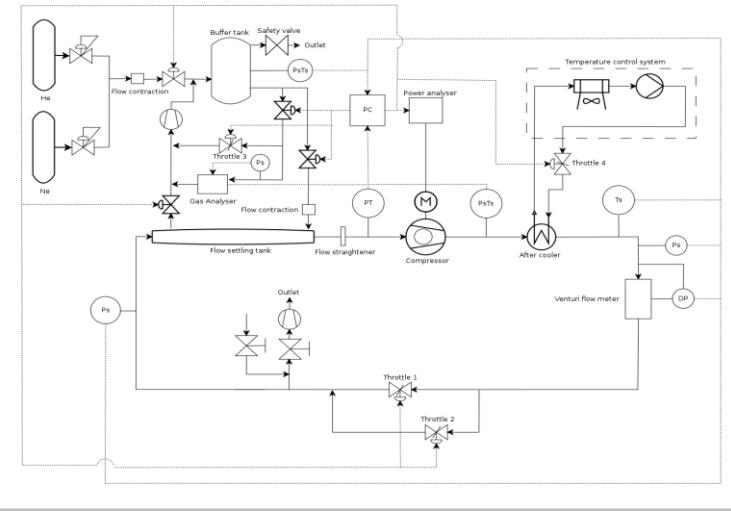 Safety valve
Buffer tank
Outlet
PsTs
Temperature control system
He
Flow contraction
PC
Power analyser
Throttle 3
Ps
Throttle 4
Ne
Gas Analyser
Flow contraction
PT
M
PsTs
Ts
Flow settling tank
Flow straightener
Compressor
After cooler
Ps
Ps
Outlet
Venturi flow meter
DP
Throttle 1
Throttle 2